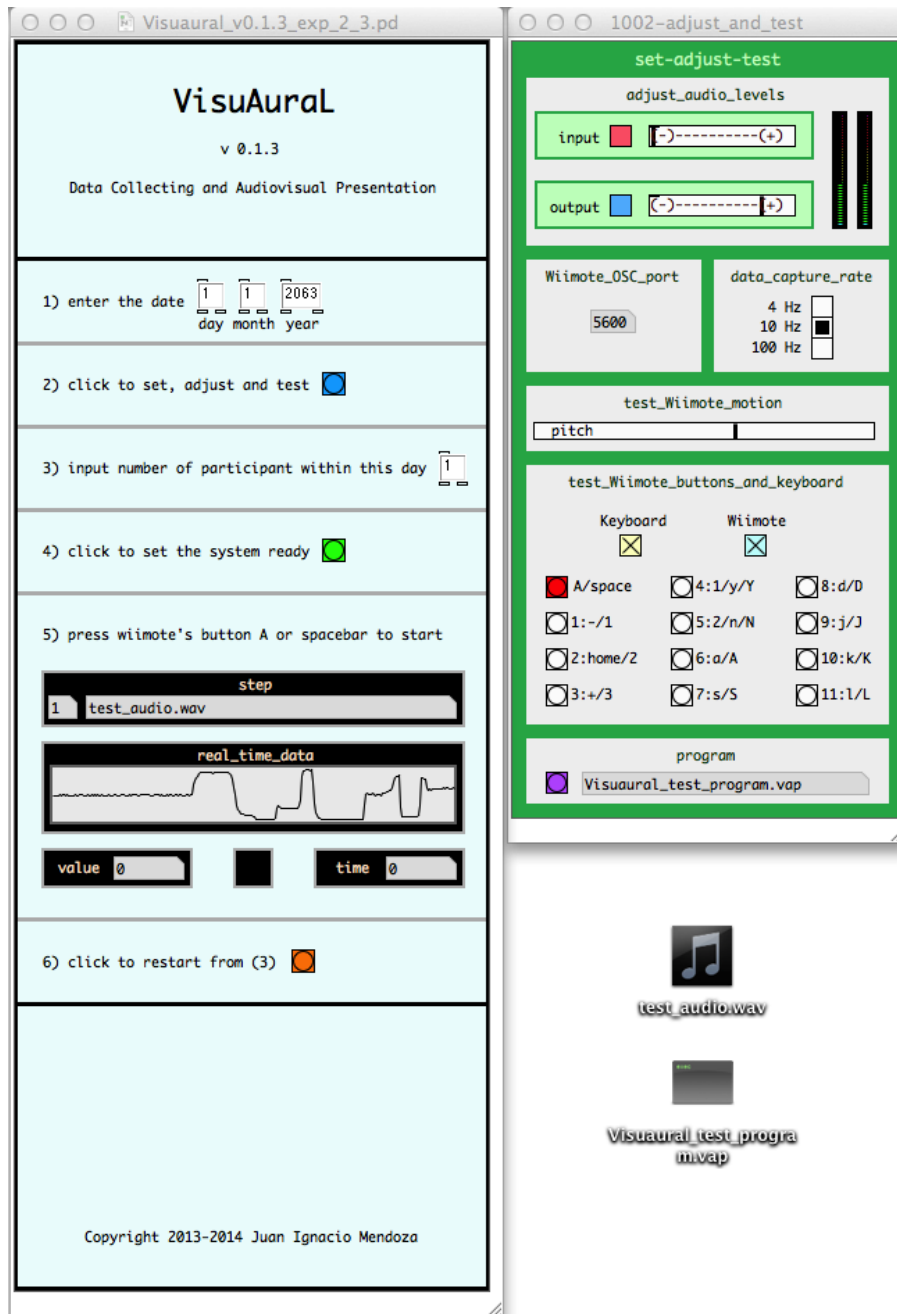 Visuaural_v0.1.3_exp_2_3.pd
VisuAuraL
v 0.1.3
Data Collecting and Audiovisual Presentation
1) enter the date 1 1 2063
day month year
2) click to set, adjust and test
3) input number of participant within this day 1
4) click to set the system ready
5) press wiimote's button A or spacebar to start
step
1 test_audio.wav
real_time_data
value 0 time 0
6) click to restart from (3)
Copyright 2013-2014 Juan Ignacio Mendoza
1002-adjust_and_test
set-adjust-test
adjust_audio_levels
input (-)----------(+)
output (-)----------(+)
Wiimote_OSC_port
5600
data_capture_rate
4 Hz
10 Hz
100 Hz
test_Wiimote_motion
pitch
test_Wiimote_buttons_and_keyboard
Keyboard Wiimote
A/space 4:1/y/Y 8:d/D
1:-/1 5:2/n/N 9:j/J
2:home/2 6:a/A 10:k/K
3:+/3 7:s/S 11:l/L
program
Visuaural_test_program.vap
test_audio.wav
Visuaural_test_progra
m.vap